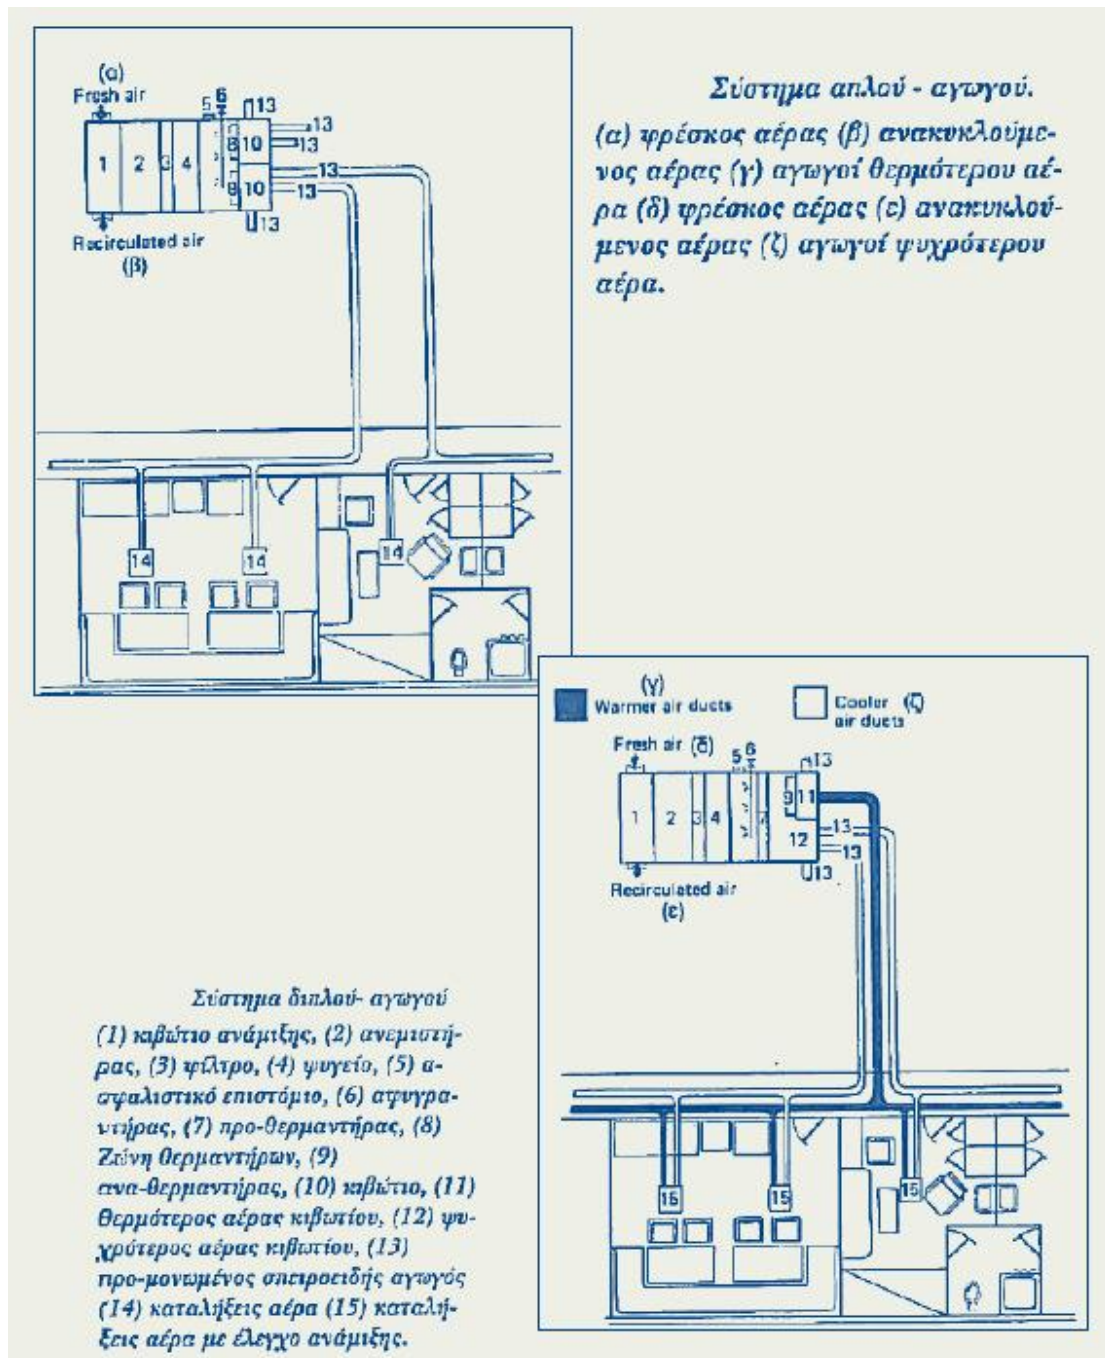 (α)
Fresh air
5 6
13
13
13
1 2 3 4 8 10
8 10
13
13
13
Recirculated air
(β)
14 14 14
Σύστημα απλού - αγωγού.
(α) φρέσκος αέρας (β) ανακυκλούμε-
νος αέρας (γ) αγωγοί θερμότερου αέ-
ρα (δ) φρέσκος αέρας (ε) ανακυκλού-
μενος αέρας (ζ) αγωγοί ψυχρότερου
αέρα.
(γ)
Warmer air ducts
Cooler (ζ)
air ducts
Fresh air (δ)
5 6
13
1 2 3 4 7 9 11
12
13
13
13
Recirculated air
(ε)
15 15 15
Σύστημα διπλού- αγωγού
(1) κιβώτιο ανάμιξης, (2) ανεμιστή-
ρας, (3) φίλτρο, (4) ψυγείο, (5) α-
σφαλιστικό επιστόμιο, (6) αφυγρα-
ντήρας, (7) προ-θερμαντήρας, (8)
Ζώνη θερμαντήρων, (9)
ανα-θερμαντήρας, (10) κιβώτιο, (11)
θερμότερος αέρας κιβωτίου, (12) ψυ-
χρότερος αέρας κιβωτίου, (13)
προ-μονωμένος σπειροειδής αγωγός
(14) καταλήξεις αέρα (15) καταλή-
ξεις αέρα με έλεγχο ανάμιξης.